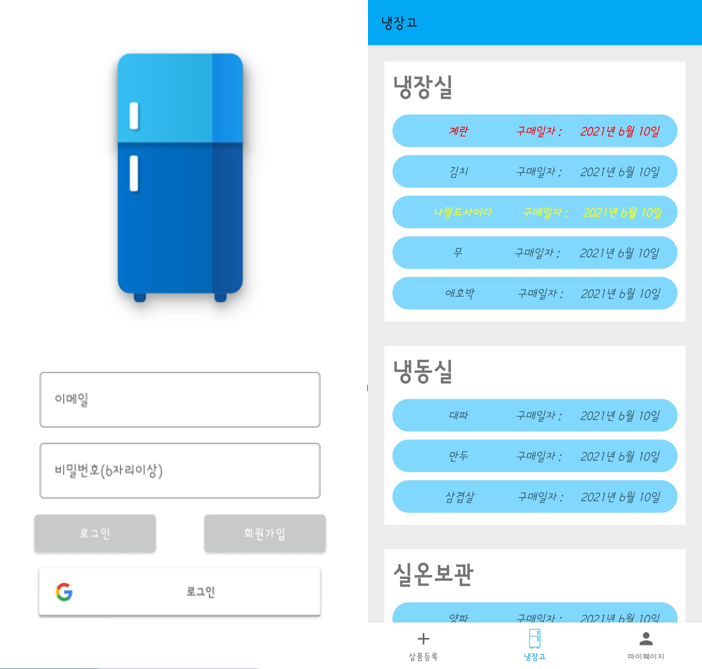 이메일
비밀번호(6자리이상)
로그인
회원가입
로그인
냉장고
냉장실
계란 구매일자 : 2021년 6월 10일
김치 구매일자 : 2021년 6월 10일
나랑드사이다 구매일자 : 2021년 6월 10일
무 구매일자 : 2021년 6월 10일
애호박 구매일자 : 2021년 6월 10일
냉동실
대파 구매일자 : 2021년 6월 10일
만두 구매일자 : 2021년 6월 10일
삼겹살 구매일자 : 2021년 6월 10일
실온보관
양파 구매일자 : 2021년 6월 10일
상품등록
냉장고
마이페이지